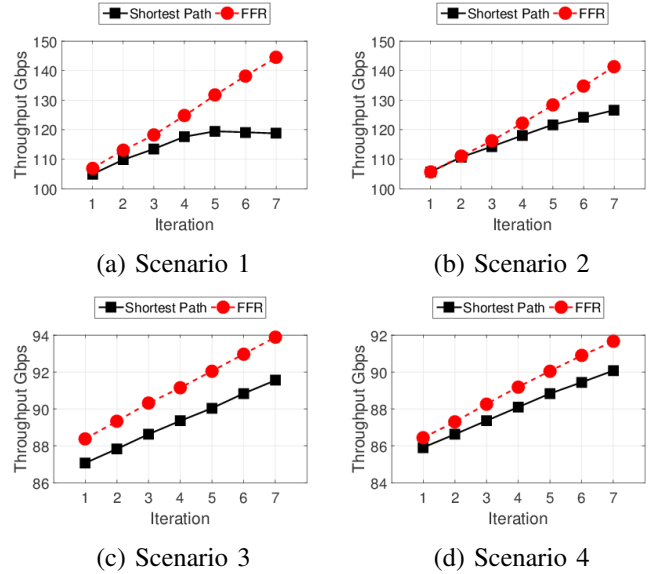 Shortest Path FFR
150
140
130
120
110
100
Throughput Gbps
1 2 3 4 5 6 7
Iteration
(a) Scenario 1
Shortest Path FFR
150
140
130
120
110
100
Throughput Gbps
1 2 3 4 5 6 7
Iteration
(b) Scenario 2
Shortest Path FFR
94
92
90
88
86
Throughput Gbps
1 2 3 4 5 6 7
Iteration
(c) Scenario 3
Shortest Path FFR
92
90
88
86
84
Throughput Gbps
1 2 3 4 5 6 7
Iteration
(d) Scenario 4